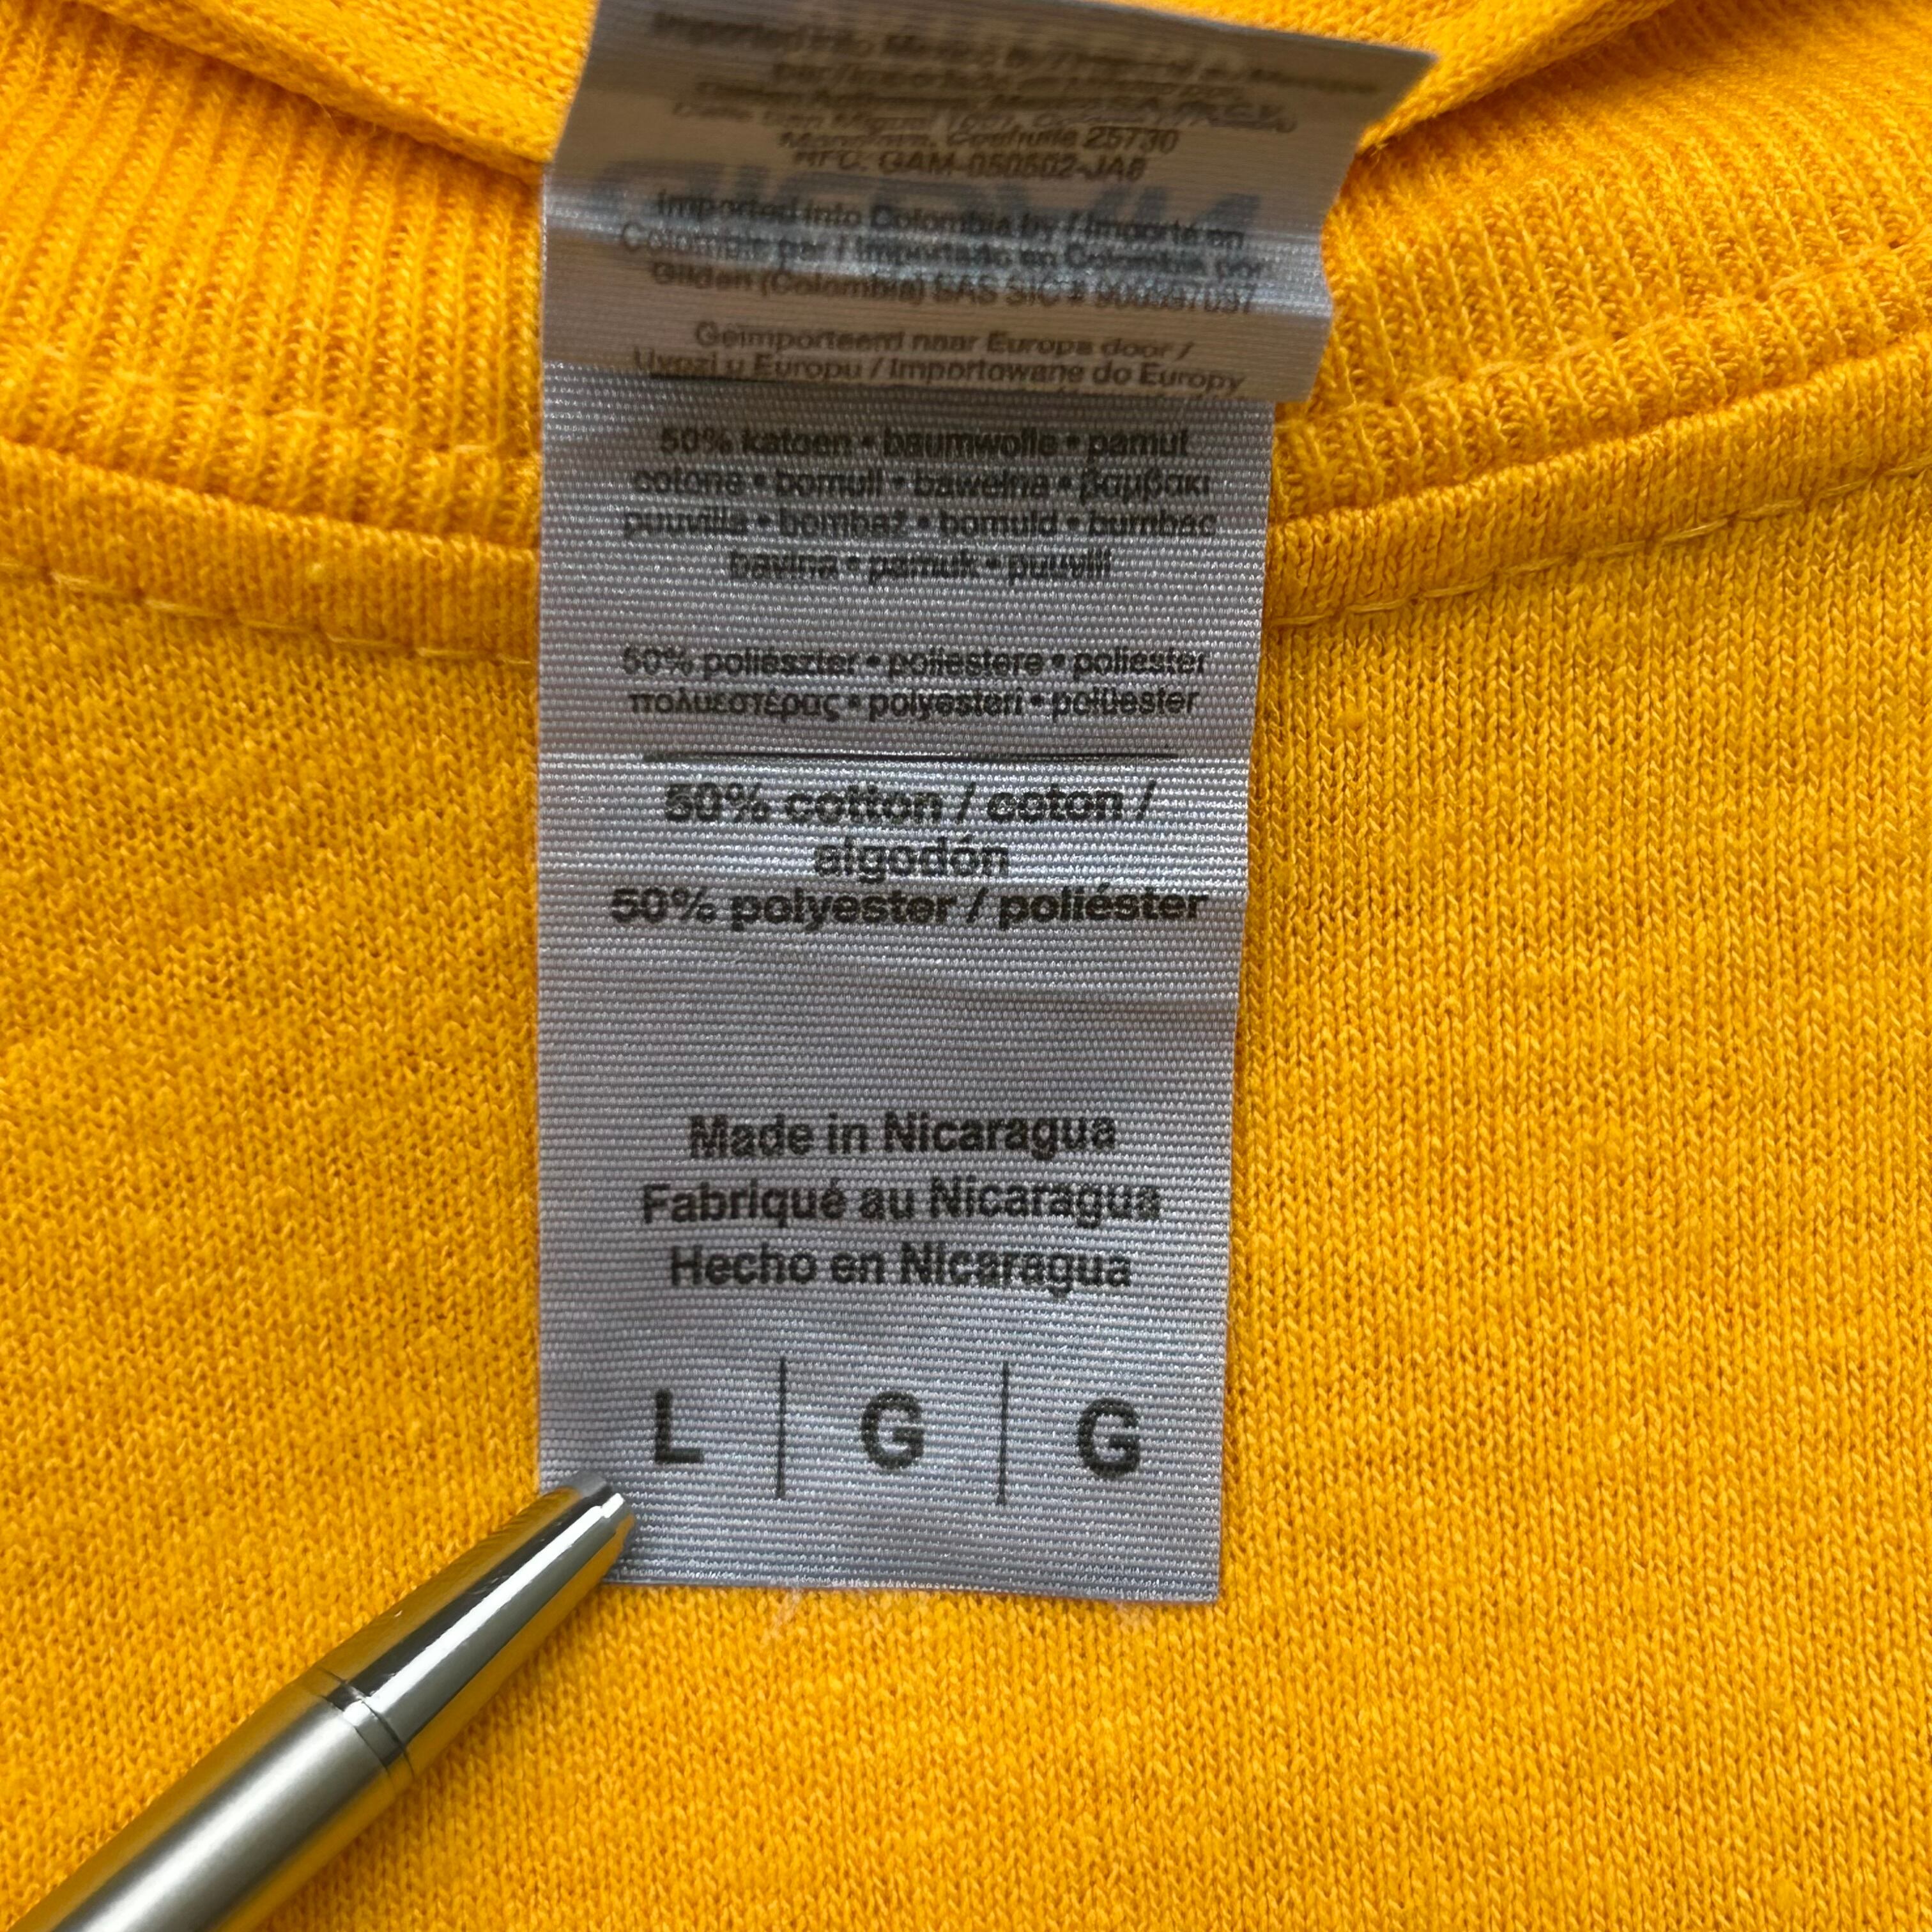 Monclova, Coahuila 25730
RFC: GAM-050502-JA8
Imported into Colombia by / Importé en
Colombie par / Importado en Colombia por
Gildan (Colombia) SAS SIC #
Geïmporteerd naar Europa door /
Uvozi u Europu / Importowane do Europy
50% katoen • baumwolle • pamut
cotone • bomull • bawełna • βαμβάκι
puuvilla • bombaž • bomuld • bumbac
bavlna • pamuk • puuvill
50% poliészter • poliestere • poliester
πολυεστέρας • polyesteri • polüester
50% cotton / coton /
algodón
50% polyester / poliéster
Made in Nicaragua
Fabriqué au Nicaragua
Hecho en Nicaragua
L | G | G